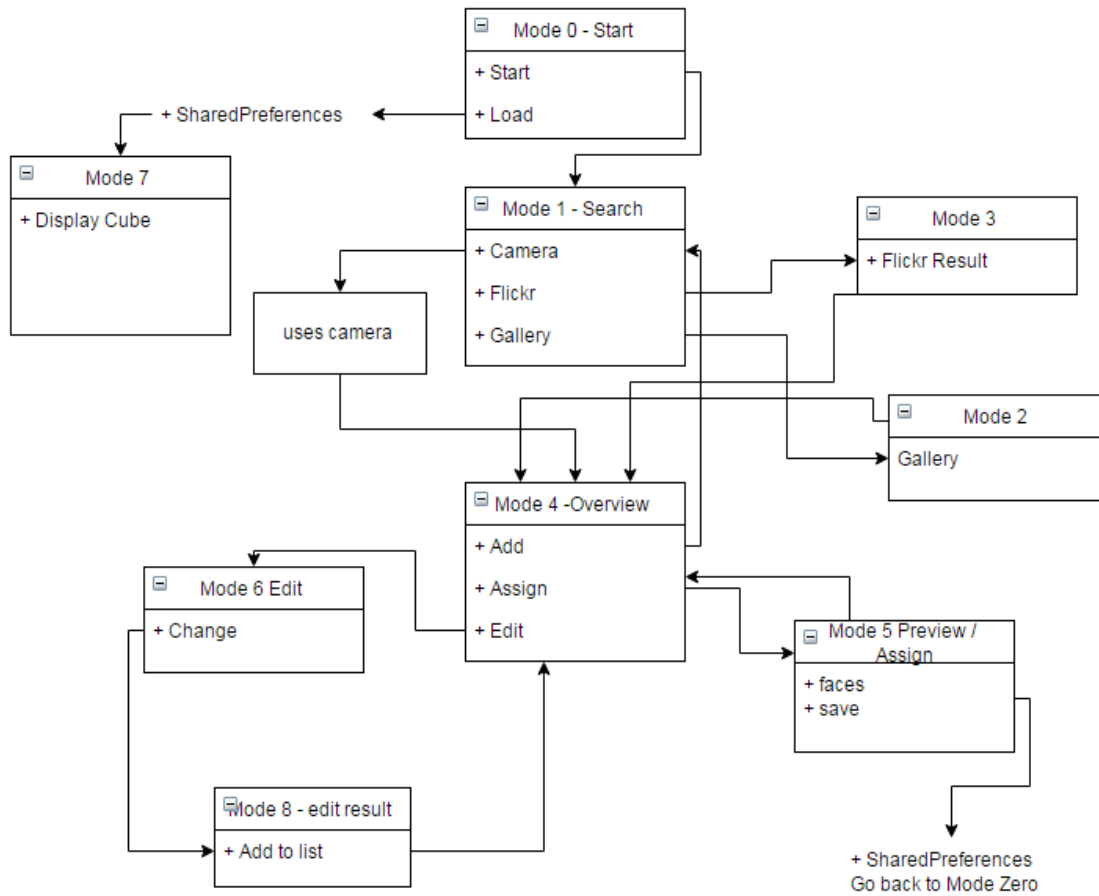 Mode 0 - Start
+ Start
+ Load
+ SharedPreferences
Mode 7
+ Display Cube
Mode 1 - Search
+ Camera
+ Flickr
+ Gallery
uses camera
Mode 3
+ Flickr Result
Mode 2
Gallery
Mode 4 -Overview
+ Add
+ Assign
+ Edit
Mode 6 Edit
+ Change
Mode 5 Preview /
Assign
+ faces
+ save
Mode 8 - edit result
+ Add to list
+ SharedPreferences
Go back to Mode Zero